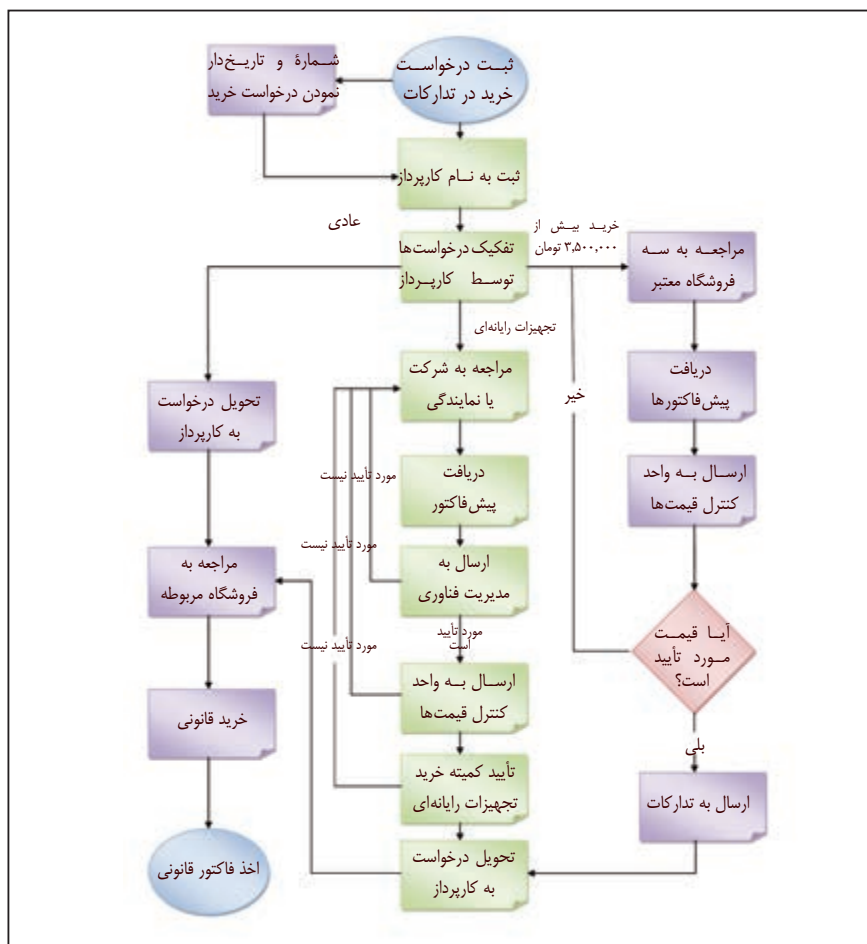 ثبت درخواست
خرید در تدارکات
شمارۀ و تاریخ‌دار
نمودن درخواست خرید
ثبت به نام کارپرداز
تفکیک درخواست‌ها
توسط کارپرداز
عادی
خرید بیش از
۳,۵۰۰,۰۰۰ تومان
تجهیزات رایانه‌ای
مراجعه به سه
فروشگاه معتبر
دریافت
پیش‌فاکتورها
ارسال به واحد
کنترل قیمت‌ها
آیا قیمت
مورد تأیید
است؟
خیر
بلی
ارسال به تدارکات
مراجعه به شرکت
یا نمایندگی
دریافت
پیش‌فاکتور
ارسال به
مدیریت فناوری
مورد تأیید
است
مورد تأیید نیست
مورد تأیید نیست
مورد تأیید نیست
ارسال به واحد
کنترل قیمت‌ها
تأیید کمیته خرید
تجهیزات رایانه‌ای
تحویل درخواست
به کارپرداز
تحویل درخواست
به کارپرداز
مراجعه به
فروشگاه مربوطه
خرید قانونی
اخذ فاکتور قانونی